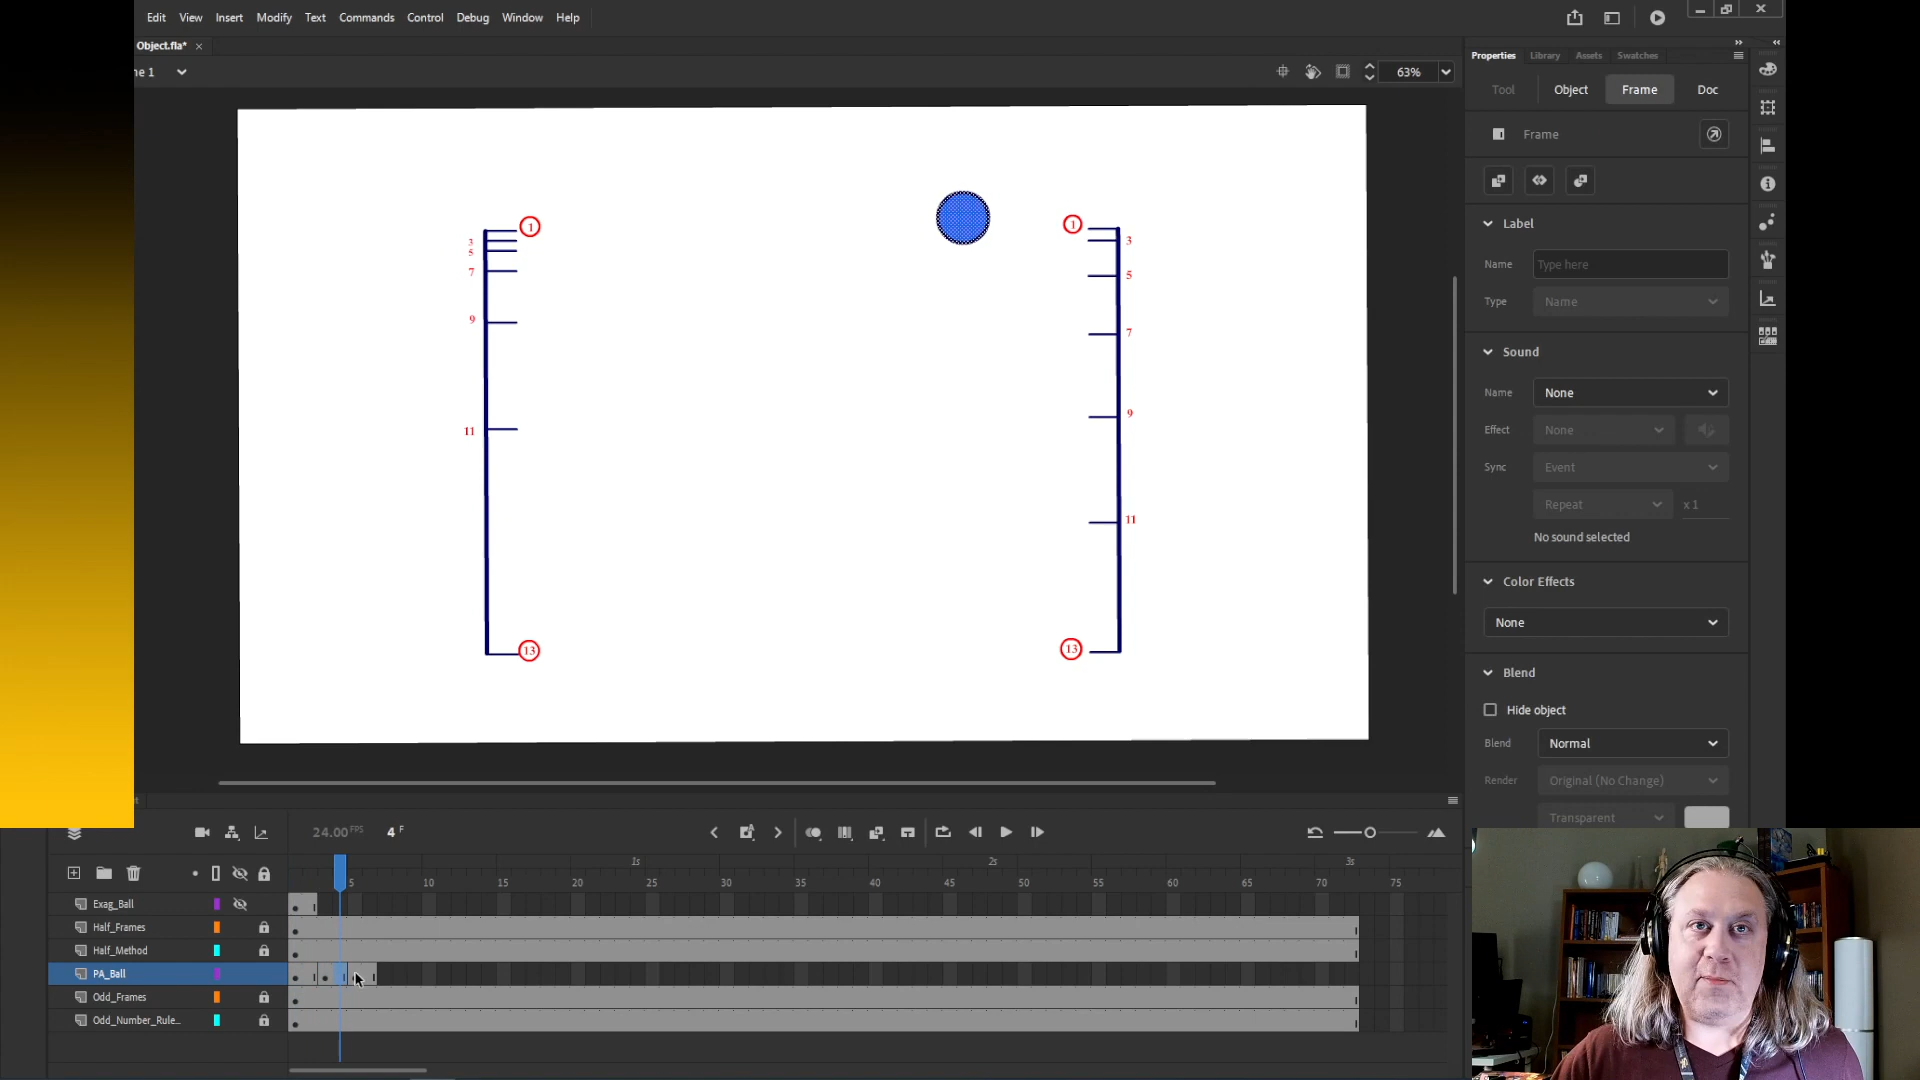 Edit View Insert Modify Text Commands Control Debug Window Help
Object.fla* ×
ne 1
63%
Properties Library Assets Swatches
Tool Object Frame Doc
Frame
Label
Name Type here
Type Name
Sound
Name None
Effect None
Sync Event
Repeat x 1
No sound selected
Color Effects
None
Blend
Hide object
Blend Normal
Render Original (No Change)
Transparent
1
3
5
7
9
11
13
1
3
5
7
9
11
13
24.00 FPS 4 F
1s 2s 3s
5 10 15 20 25 30 35 40 45 50 55 60 65 70 75
Exag_Ball
Half_Frames
Half_Method
PA_Ball
Odd_Frames
Odd_Number_Rule...